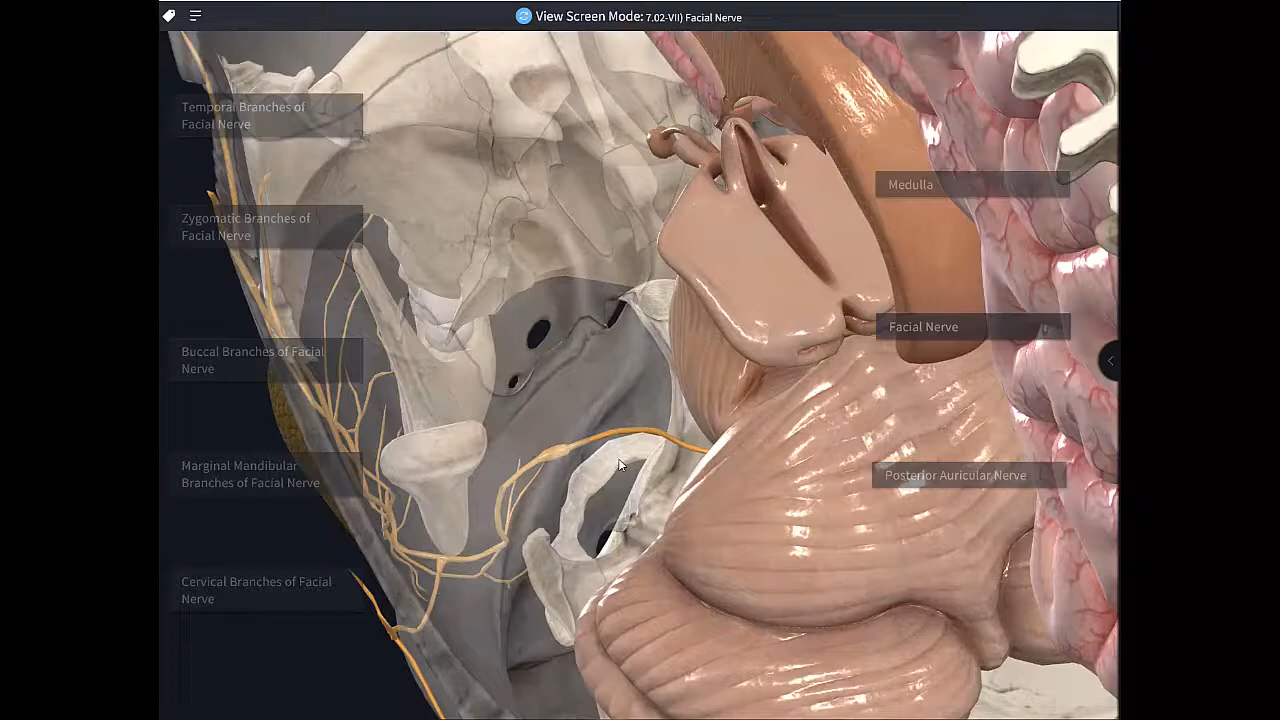 View Screen Mode: 7.02-VII) Facial Nerve
Temporal Branches of
Facial Nerve
Zygomatic Branches of
Facial Nerve
Buccal Branches of Facial
Nerve
Marginal Mandibular
Branches of Facial Nerve
Cervical Branches of Facial
Nerve
Medulla
Facial Nerve
Posterior Auricular Nerve